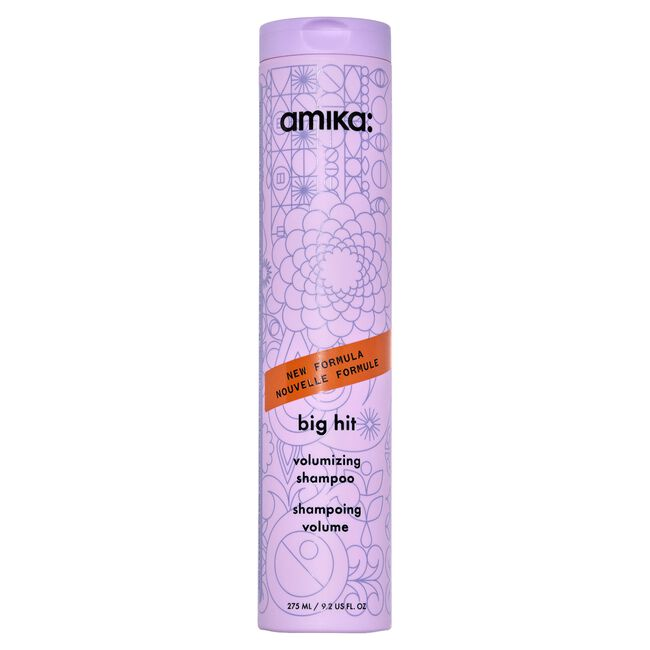 amika:
NEW FORMULA
NOUVELLE FORMULE
big hit
volumizing
shampoo
shampoing
volume
275 ML / 9.2 US FL. OZ